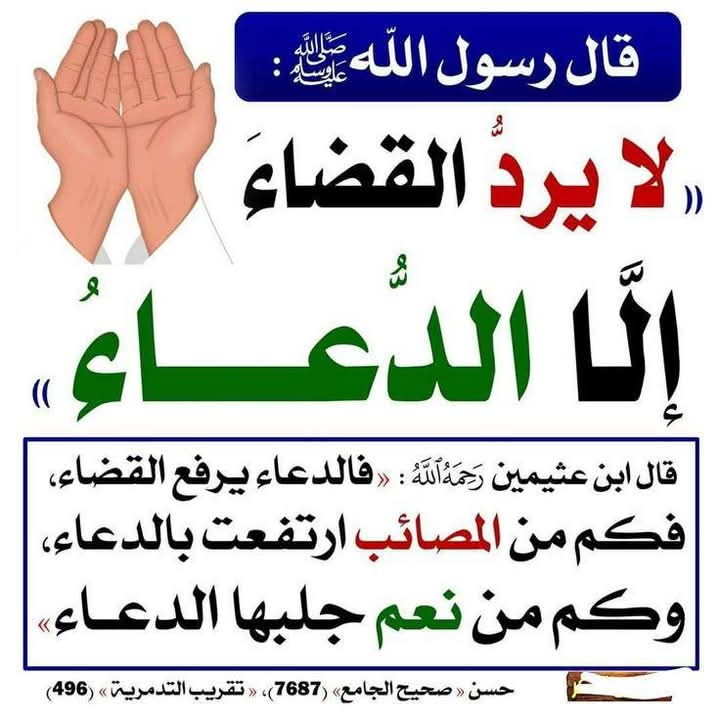 قال رسول الله ﷺ :
« لا يردُّ القضاءَ
إلَّا الدُّعـــاءُ »
قال ابن عثيمين رَحِمَهُ ٱللَّهُ : « فالدعاء يرفع القضاء،
فكم من المصائب ارتفعت بالدعاء،
وكم من نعم جلبها الدعـاء»
حسن « صحيح الجامع» (7687)، « تقريب التدمرية » (496)